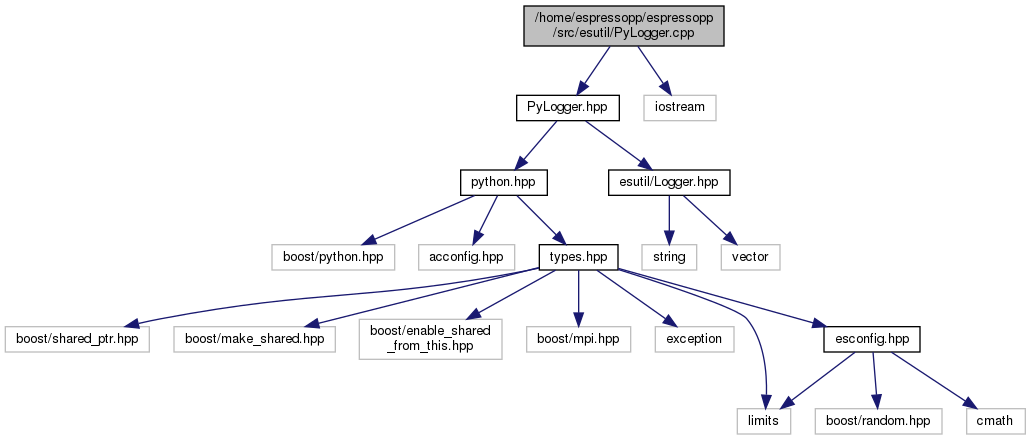 /home/espressopp/espressopp
/src/esutil/PyLogger.cpp
PyLogger.hpp
iostream
python.hpp
esutil/Logger.hpp
boost/python.hpp
acconfig.hpp
types.hpp
string
vector
boost/shared_ptr.hpp
boost/make_shared.hpp
boost/enable_shared
_from_this.hpp
boost/mpi.hpp
exception
esconfig.hpp
limits
boost/random.hpp
cmath